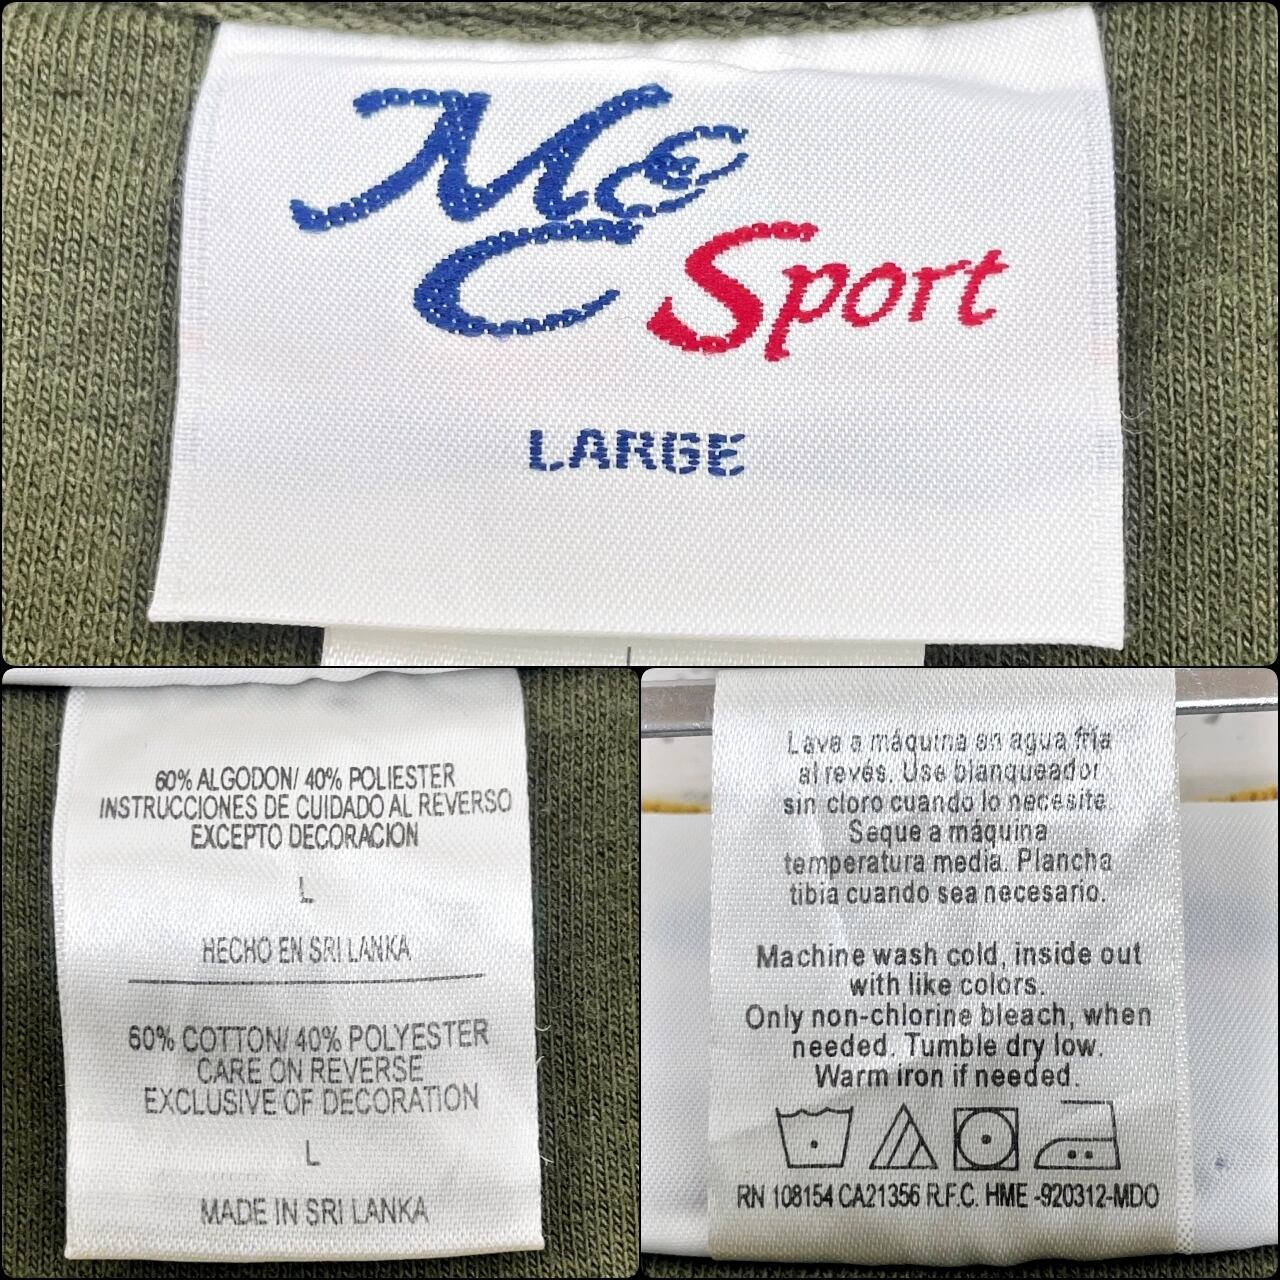 Mcc
C Sport
LARGE
60% ALGODON/ 40% POLIESTER
INSTRUCCIONES DE CUIDADO AL REVERSO
EXCEPTO DECORACION
L
HECHO EN SRI LANKA
60% COTTON/ 40% POLYESTER
CARE ON REVERSE
EXCLUSIVE OF DECORATION
L
MADE IN SRI LANKA
Lave a máquina en agua fría
al revés. Use blanqueador
sin cloro cuando lo necesite.
Seque a máquina
temperatura media. Plancha
tibia cuando sea necesario.
Machine wash cold, inside out
with like colors.
Only non-chlorine bleach, when
needed. Tumble dry low.
Warm iron if needed.
RN 108154 CA21356 R.F.C. HME -920312-MDO